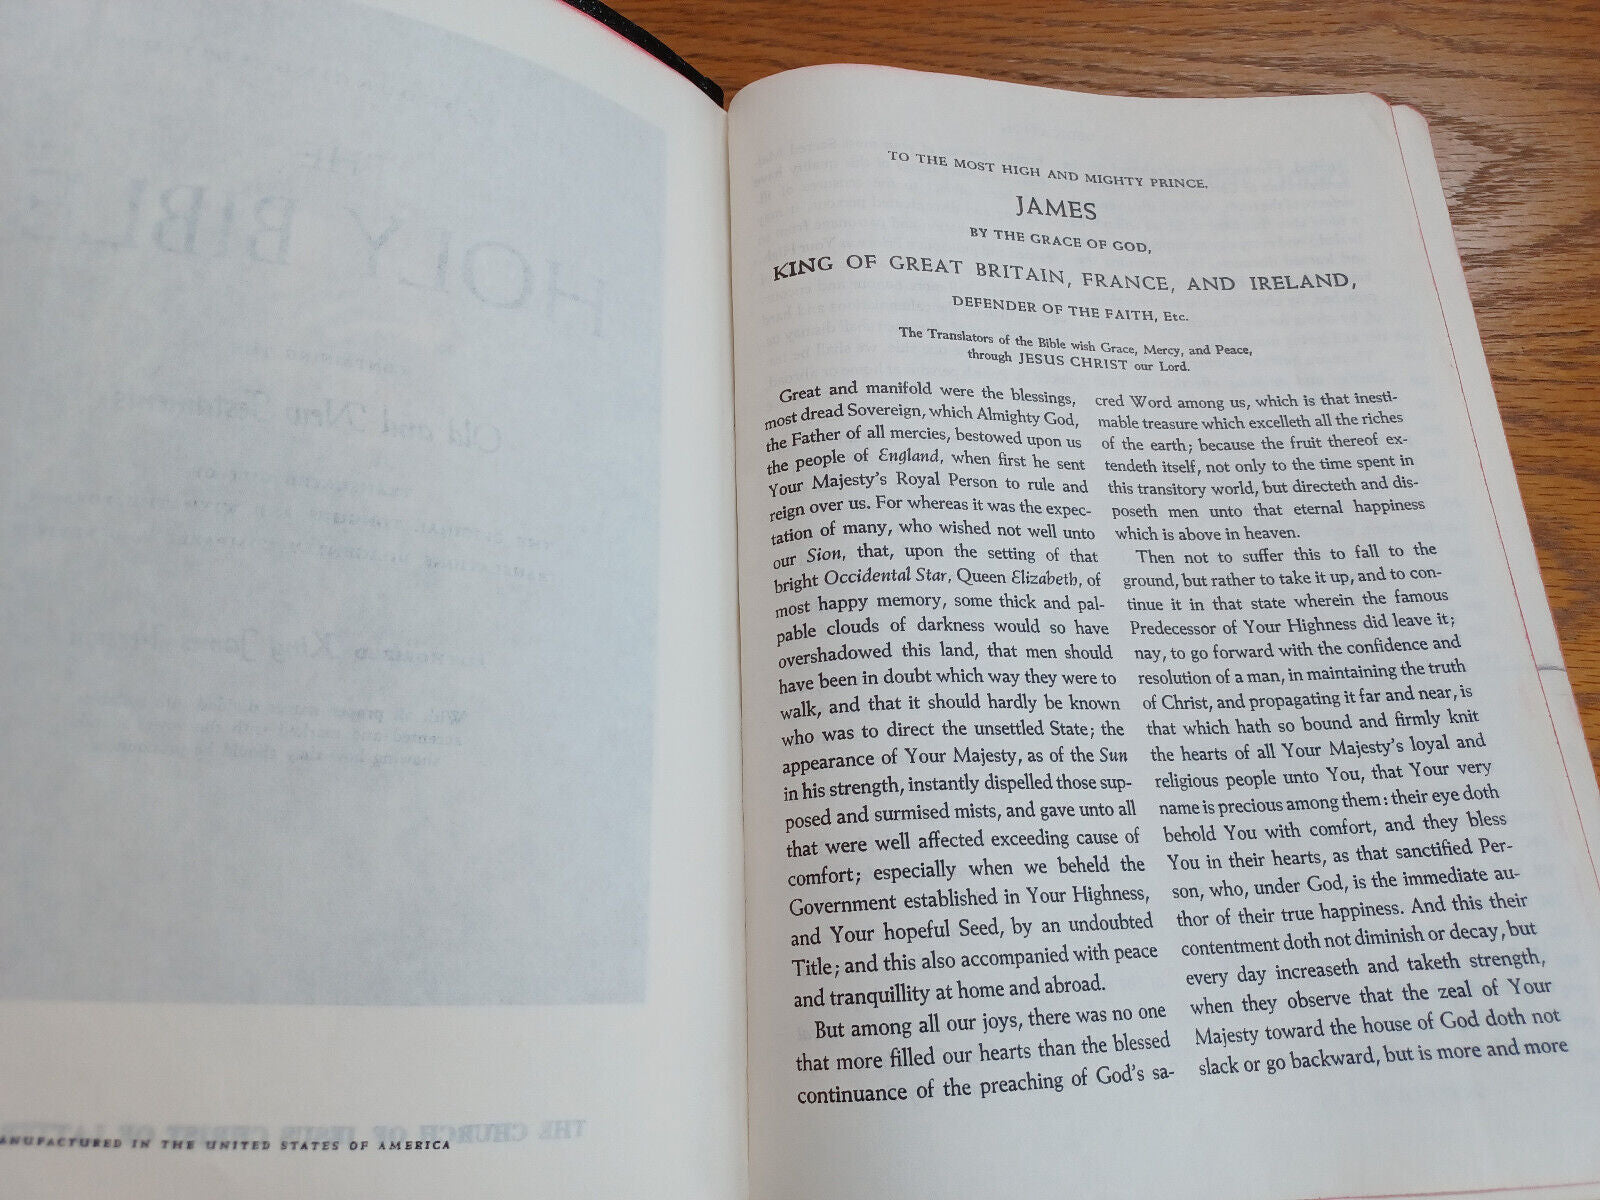 THE
HOLY BIBLE
Old and New Testaments
THE CHURCH OF JESUS CHRIST OF LATTER
MANUFACTURED IN THE UNITED STATES OF AMERICA
TO THE MOST HIGH AND MIGHTY PRINCE,
JAMES
BY THE GRACE OF GOD,
KING OF GREAT BRITAIN, FRANCE, AND IRELAND,
DEFENDER OF THE FAITH, Etc.
The Translators of the Bible wish Grace, Mercy, and Peace,
through JESUS CHRIST our Lord.
Great and manifold were the blessings,
most dread Sovereign, which Almighty God,
the Father of all mercies, bestowed upon us
the people of England, when first he sent
Your Majesty's Royal Person to rule and
reign over us. For whereas it was the expec-
tation of many, who wished not well unto
our Sion, that, upon the setting of that
bright Occidental Star, Queen Elizabeth, of
most happy memory, some thick and pal-
pable clouds of darkness would so have
overshadowed this land, that men should
have been in doubt which way they were to
walk, and that it should hardly be known
who was to direct the unsettled State; the
appearance of Your Majesty, as of the Sun
in his strength, instantly dispelled those sup-
posed and surmised mists, and gave unto all
that were well affected exceeding cause of
comfort; especially when we beheld the
Government established in Your Highness,
and Your hopeful Seed, by an undoubted
Title; and this also accompanied with peace
and tranquillity at home and abroad.
But among all our joys, there was no one
that more filled our hearts than the blessed
continuance of the preaching of God's sa-
cred Word among us, which is that inesti-
mable treasure which excelleth all the riches
of the earth; because the fruit thereof ex-
tendeth itself, not only to the time spent in
this transitory world, but directeth and dis-
poseth men unto that eternal happiness
which is above in heaven.
Then not to suffer this to fall to the
ground, but rather to take it up, and to con-
tinue it in that state wherein the famous
Predecessor of Your Highness did leave it;
nay, to go forward with the confidence and
resolution of a man, in maintaining the truth
of Christ, and propagating it far and near, is
that which hath so bound and firmly knit
the hearts of all Your Majesty's loyal and
religious people unto You, that Your very
name is precious among them: their eye doth
behold You with comfort, and they bless
You in their hearts, as that sanctified Per-
son, who, under God, is the immediate au-
thor of their true happiness. And this their
contentment doth not diminish or decay, but
every day increaseth and taketh strength,
when they observe that the zeal of Your
Majesty toward the house of God doth not
slack or go backward, but is more and more